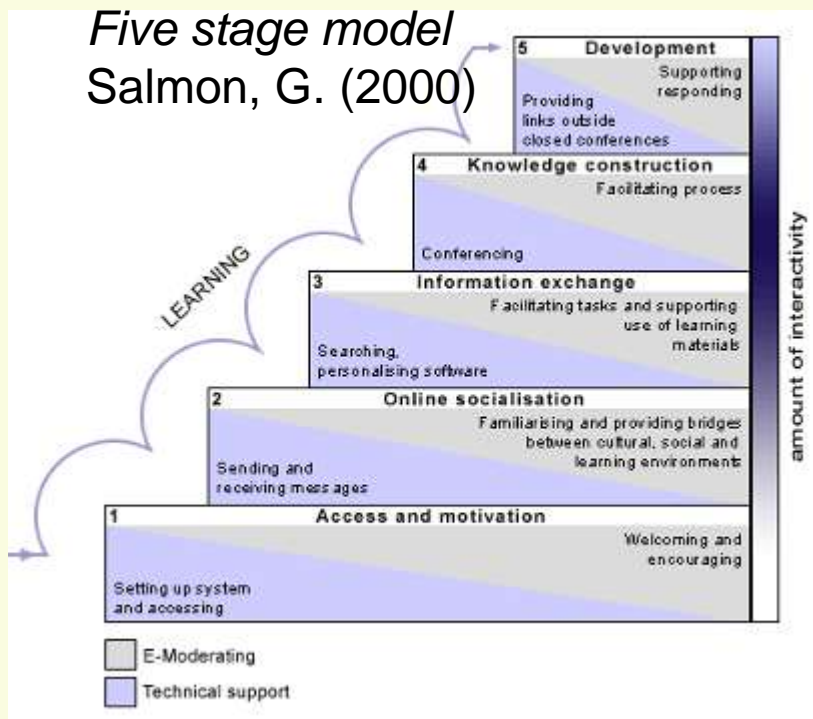 Five stage model
Salmon, G. (2000)
5 Development
Supporting
responding
Providing
links outside
closed conferences
4 Knowledge construction
Facilitating process
Conferencing
3 Information exchange
Facilitating tasks and supporting
use of learning
materials
Searching,
personalising software
2 Online socialisation
Familiarising and providing bridges
between cultural, social and
learning environments
Sending and
receiving messages
1 Access and motivation
Welcoming and
encouraging
Setting up system
and accessing
LEARNING
amount of interactivity
E-Moderating
Technical support